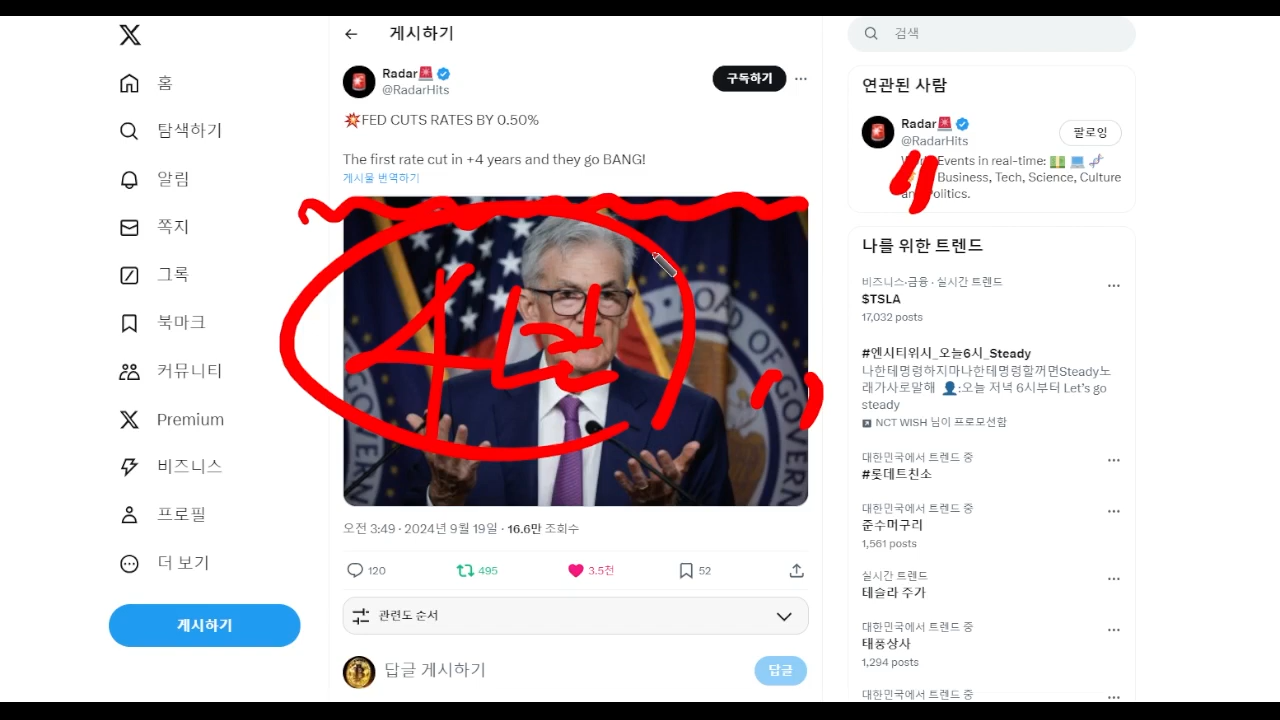 홈
탐색하기
알림
쪽지
그록
북마크
커뮤니티
Premium
비즈니스
프로필
더 보기
게시하기
게시하기
Radar🚨
@RadarHits
구독하기
💥FED CUTS RATES BY 0.50%
The first rate cut in +4 years and they go BANG!
게시물 번역하기
4년
오전 3:49 · 2024년 9월 19일 · 16.6만 조회수
120
495
3.5천
52
관련도 순서
답글 게시하기
답글
검색
연관된 사람
Radar🚨
@RadarHits
팔로잉
Events in real-time: 💵 💻 🧬
Business, Tech, Science, Culture
나를 위한 트렌드
비즈니스·금융 · 실시간 트렌드
$TSLA
17,032 posts
#엔시티위시_오늘6시_Steady
나한테명령하지마나한테명령할꺼면Steady노
래가사로말해 👤:오늘 저녁 6시부터 Let's go
steady
NCT WISH 님이 프로모션함
대한민국에서 트렌드 중
#롯데트친소
대한민국에서 트렌드 중
준수머구리
1,561 posts
실시간 트렌드
테슬라 주가
대한민국에서 트렌드 중
태풍상사
1,294 posts
대한민국에서 트렌드 중